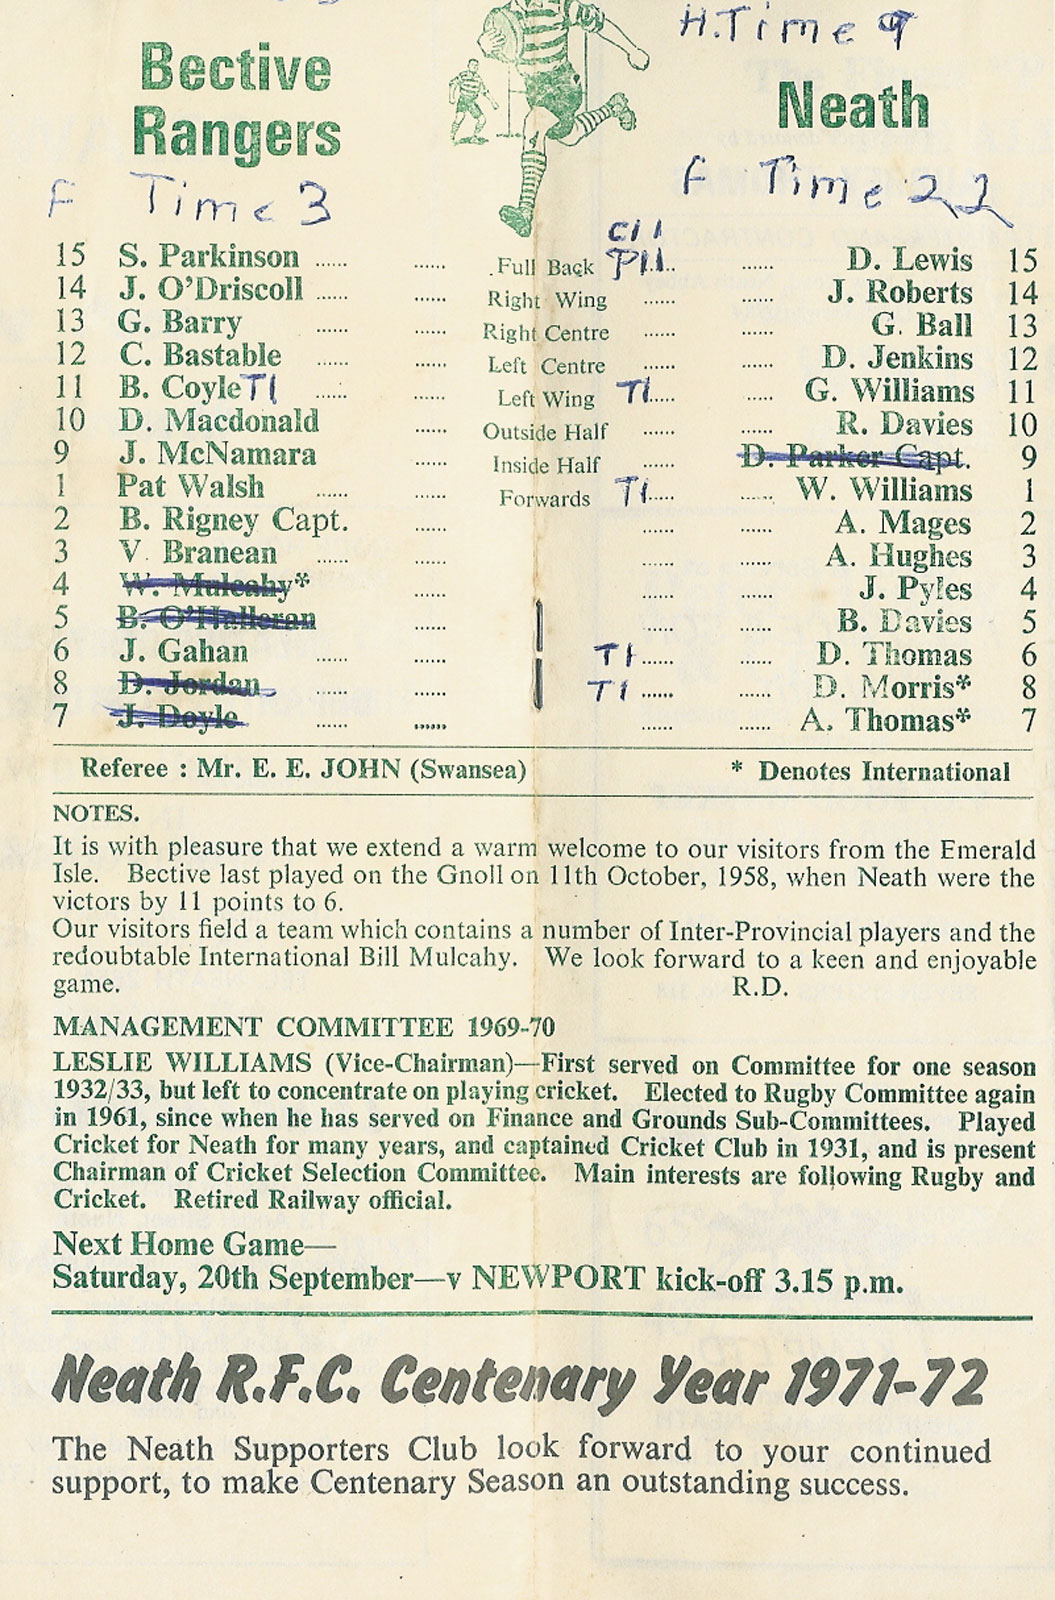 H.Time 9
Bective Rangers
Neath
F Time 3
F Time 22
15 S. Parkinson ...... ...... Full Back ...... D. Lewis 15
14 J. O'Driscoll ...... ...... Right Wing ...... ...... J. Roberts 14
13 G. Barry ...... ...... Right Centre ...... ...... G. Ball 13
12 C. Bastable ...... ...... Left Centre ...... ...... D. Jenkins 12
11 B. Coyle T1 ...... ...... Left Wing T1 ...... G. Williams 11
10 D. Macdonald ...... Outside Half ...... ...... R. Davies 10
9 J. McNamara ...... Inside Half ...... D. Parker Capt. 9
1 Pat Walsh ...... ...... Forwards T1 ...... W. Williams 1
2 B. Rigney Capt. ...... ...... ...... A. Mages 2
3 V. Branean ...... ...... ...... ...... A. Hughes 3
4 W. Mulcahy* ...... ...... ...... J. Pyles 4
5 B. O'Halleran ...... ...... ...... B. Davies 5
6 J. Gahan ...... ...... T1 ...... ...... D. Thomas 6
8 D. Jordan ...... ...... T1 ...... ...... D. Morris* 8
7 J. Doyle ...... ...... ...... ...... A. Thomas* 7
Referee : Mr. E. E. JOHN (Swansea) * Denotes International
NOTES.
It is with pleasure that we extend a warm welcome to our visitors from the Emerald
Isle. Bective last played on the Gnoll on 11th October, 1958, when Neath were the
victors by 11 points to 6.
Our visitors field a team which contains a number of Inter-Provincial players and the
redoubtable International Bill Mulcahy. We look forward to a keen and enjoyable
game. R.D.
MANAGEMENT COMMITTEE 1969-70
LESLIE WILLIAMS (Vice-Chairman)—First served on Committee for one season
1932/33, but left to concentrate on playing cricket. Elected to Rugby Committee again
in 1961, since when he has served on Finance and Grounds Sub-Committees. Played
Cricket for Neath for many years, and captained Cricket Club in 1931, and is present
Chairman of Cricket Selection Committee. Main interests are following Rugby and
Cricket. Retired Railway official.
Next Home Game—
Saturday, 20th September—v NEWPORT kick-off 3.15 p.m.
Neath R.F.C. Centenary Year 1971-72
The Neath Supporters Club look forward to your continued
support, to make Centenary Season an outstanding success.